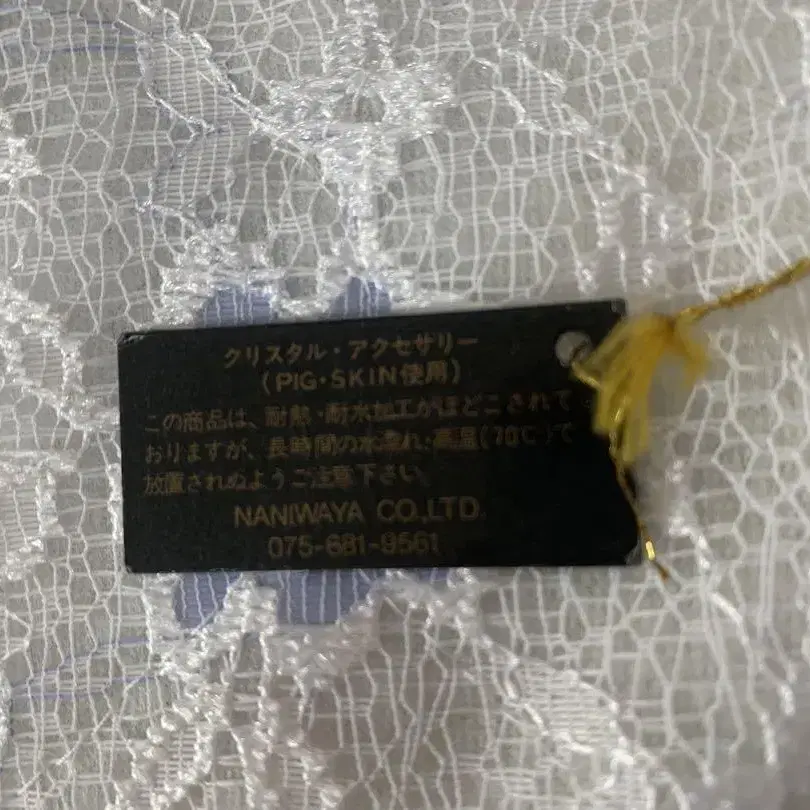 クリスタル・アクセサリー
（PIG・SKIN使用）
この商品は、耐熱・耐水加工がほどこされて
おりますが、長時間の水濡れ、高温（70℃）で
放置されぬようご注意下さい。
NANIWAYA CO.,LTD.
075-681-9561